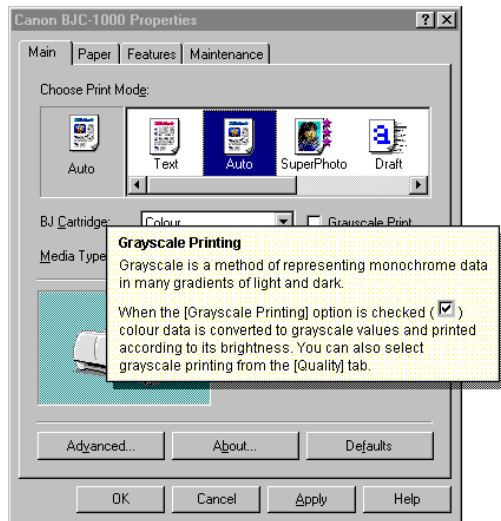 Canon BJC-1000 Properties
Main Paper Features Maintenance
Choose Print Mode:
Auto Text Auto SuperPhoto Draft
BJ Cartridge: Colour Grayscale Print
Media Type
Grayscale Printing
Grayscale is a method of representing monochrome data
in many gradients of light and dark.
When the [Grayscale Printing] option is checked ( )
colour data is converted to grayscale values and printed
according to its brightness. You can also select
grayscale printing from the [Quality] tab.
Advanced... About... Defaults
OK Cancel Apply Help